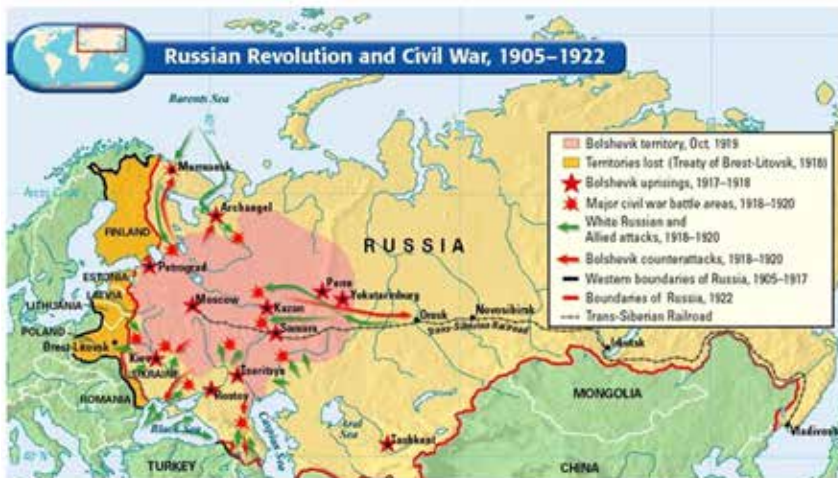 Russian Revolution and Civil War, 1905–1922
Barents Sea
Bolshevik territory, Oct. 1919
Territories lost (Treaty of Brest-Litovsk, 1918)
Bolshevik uprisings, 1917–1918
Major civil war battle areas, 1918–1920
White Russian and
Allied attacks, 1918–1920
Bolshevik counterattacks, 1918–1920
Western boundaries of Russia, 1905–1917
Boundaries of Russia, 1922
Trans-Siberian Railroad
Murmansk
Arctic Circle
Archangel
FINLAND
RUSSIA
Petrograd
ESTONIA
LATVIA
LITHUANIA
Moscow
Perm
Yekaterinburg
Kazan
Omsk
Novosibirsk
Trans-Siberian Railroad
Samara
POLAND
Brest-Litovsk
Kiev
UKRAINE
Irkutsk
Tsaritsyn
ROMANIA
Rostov
MONGOLIA
Aral
Sea
Caspian Sea
Black Sea
Tashkent
Vladivostok
TURKEY
CHINA
40°N